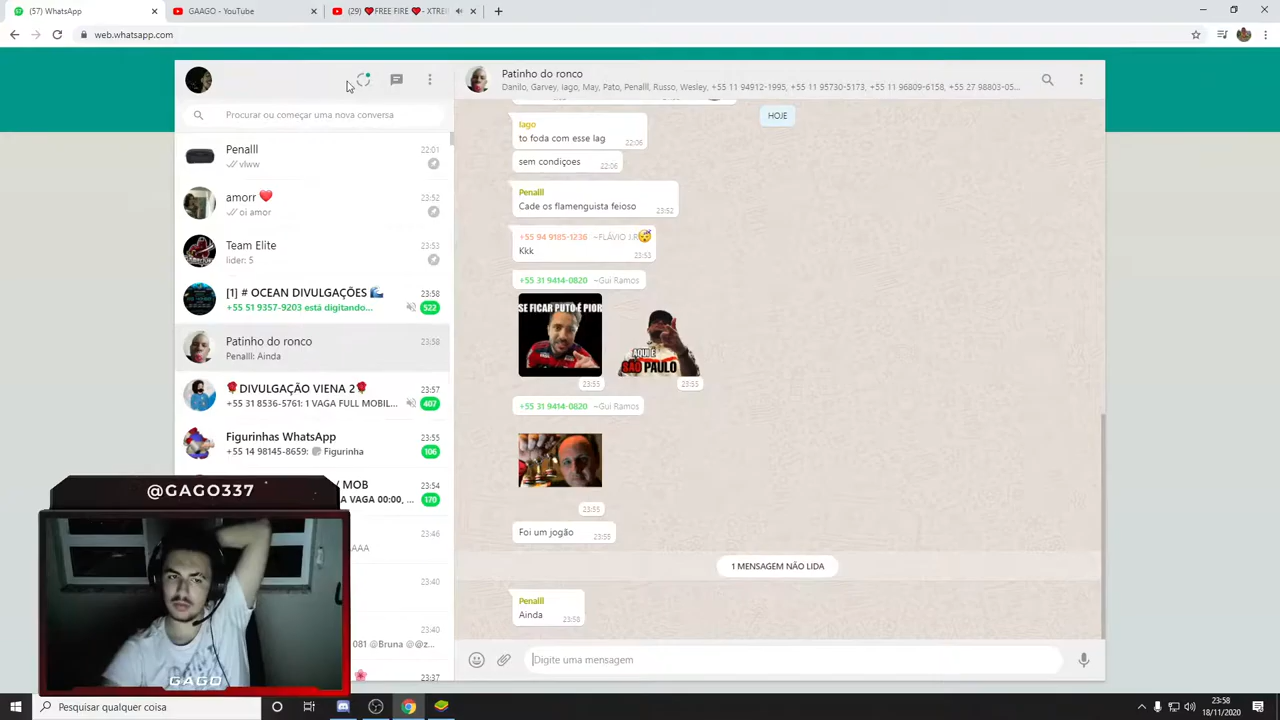 (57) WhatsApp
GAAGO - YouTube
(29) ❤️FREE FIRE ❤️ - XTREI
web.whatsapp.com
Patinho do ronco
Danilo, Garvey, Iago, May, Pato, Penalll, Russo, Wesley, +55 11 94912-1995, +55 11 95730-5173, +55 11 96809-6158, +55 27 98803-05...
Procurar ou começar uma nova conversa
Penalll
22:01
vlww
amorr ❤️
23:52
oi amor
Team Elite
23:53
lider: 5
[1] # OCEAN DIVULGAÇÕES 🌊
23:58
+55 51 9357-9203 está digitando...
522
Patinho do ronco
23:58
Penalll: Ainda
🌹DIVULGAÇÃO VIENA 2🌹
23:57
+55 31 8536-5761: 1 VAGA FULL MOBIL...
407
Figurinhas WhatsApp
23:55
+55 14 98145-8659: Figurinha
106
/ MOB
23:54
A VAGA 00:00, ...
170
23:46
AAA
23:40
23:40
081 @Bruna @@z...
23:37
HOJE
Iago
to foda com esse lag
22:06
sem condiçoes
22:06
Penalll
Cade os flamenguista feioso
23:52
+55 94 9185-1236 ~FLÁVIO J.R😴
Kkk
23:53
+55 31 9414-0820 ~Gui Ramos
SE FICAR PUTO É PIOR
AQUI É
SÃO PAULO
23:55
23:55
+55 31 9414-0820 ~Gui Ramos
23:55
Foi um jogão
23:55
1 MENSAGEM NÃO LIDA
Penalll
Ainda
23:58
Digite uma mensagem
@GAGO337
GAGO
Pesquisar qualquer coisa
23:58
18/11/2020